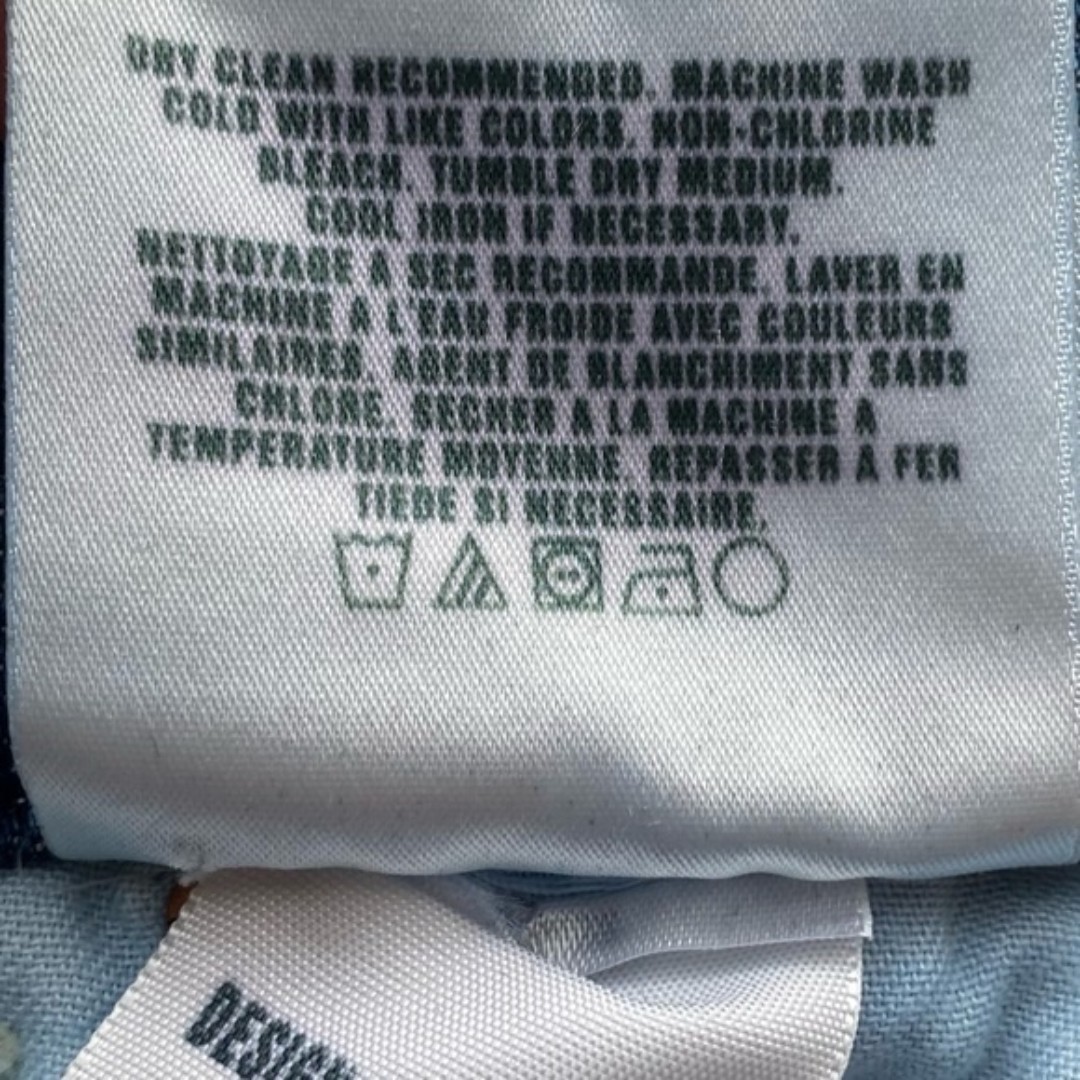 DRY CLEAN RECOMMENDED. MACHINE WASH
COLD WITH LIKE COLORS. NON-CHLORINE
BLEACH. TUMBLE DRY MEDIUM.
COOL IRON IF NECESSARY.
NETTOYAGE A SEC RECOMMANDE. LAVER EN
MACHINE A L'EAU FROIDE AVEC COULEURS
SIMILAIRES. AGENT DE BLANCHIMENT SANS
CHLORE. SECHER A LA MACHINE A
TEMPERATURE MOYENNE. REPASSER A FER
TIEDE SI NECESSAIRE.
DESIGN